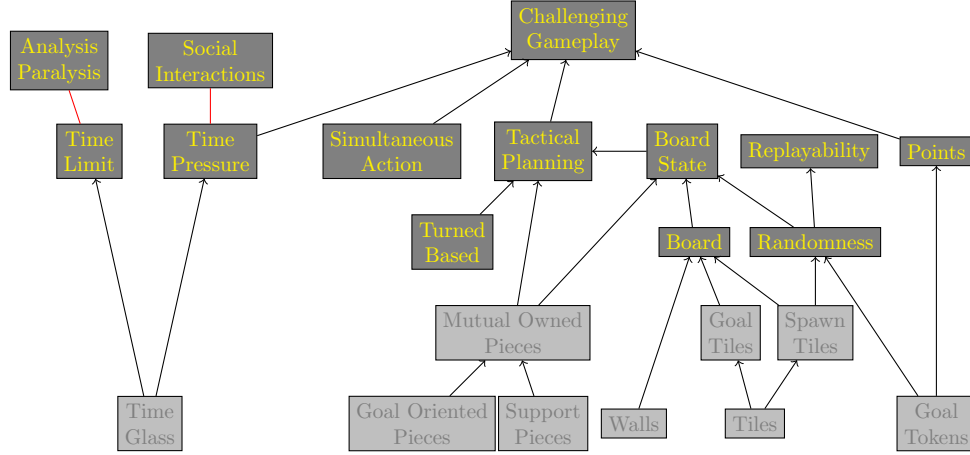 Challenging
Gameplay
Analysis
Paralysis
Social
Interactions
Time
Limit
Time
Pressure
Simultaneous
Action
Tactical
Planning
Board
State
Replayability
Points
Turned
Based
Board
Randomness
Mutual Owned
Pieces
Goal
Tiles
Spawn
Tiles
Time
Glass
Goal Oriented
Pieces
Support
Pieces
Walls
Tiles
Goal
Tokens